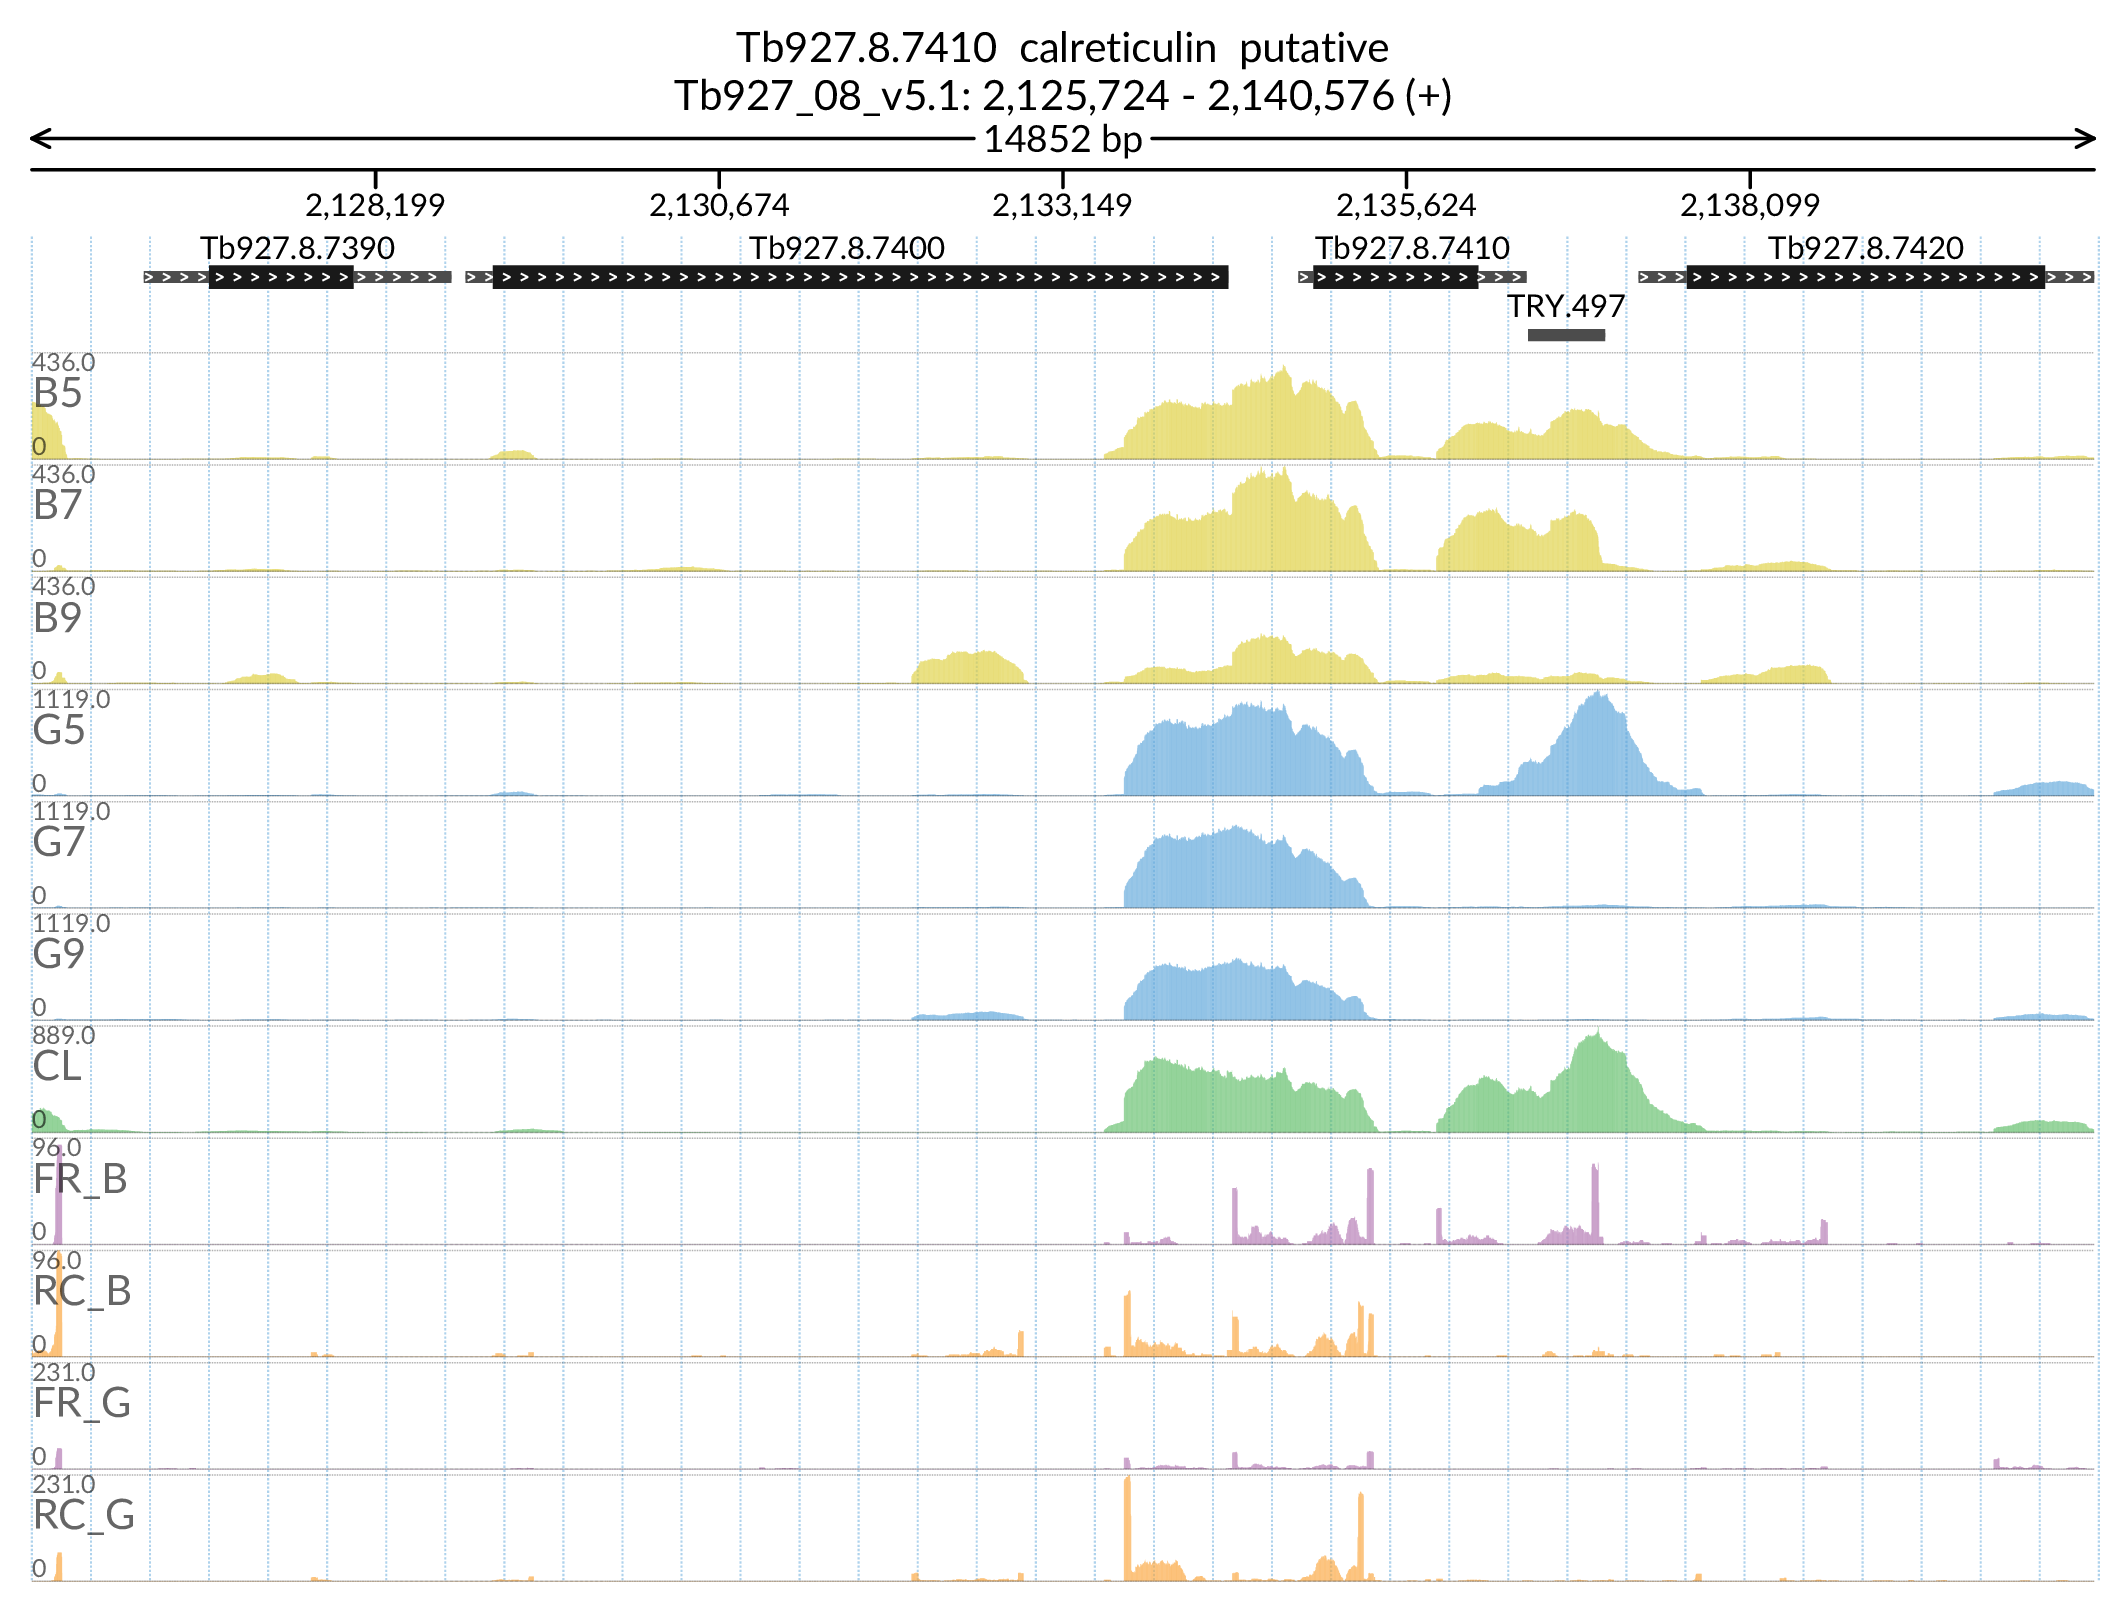 Tb927.8.7410 calreticulin putative
Tb927_08_v5.1: 2,125,724 - 2,140,576 (+)
14852 bp
2,128,199 2,130,674 2,133,149 2,135,624 2,138,099
Tb927.8.7390 Tb927.8.7400 Tb927.8.7410 Tb927.8.7420
TRY.497
436.0
B5
0
436.0
B7
0
436.0
B9
0
1119.0
G5
0
1119.0
G7
0
1119.0
G9
0
889.0
CL
0
96.0
FR_B
0
96.0
RC_B
0
231.0
FR_G
0
231.0
RC_G
0